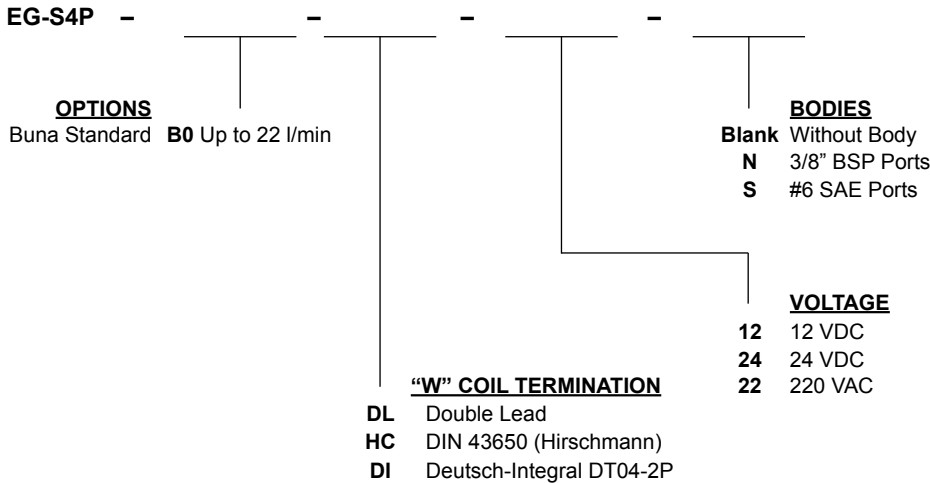 EG-S4P – – – –
OPTIONS
Buna Standard B0 Up to 22 l/min
BODIES
Blank Without Body
N 3/8” BSP Ports
S #6 SAE Ports
VOLTAGE
12 12 VDC
24 24 VDC
22 220 VAC
“W” COIL TERMINATION
DL Double Lead
HC DIN 43650 (Hirschmann)
DI Deutsch-Integral DT04-2P